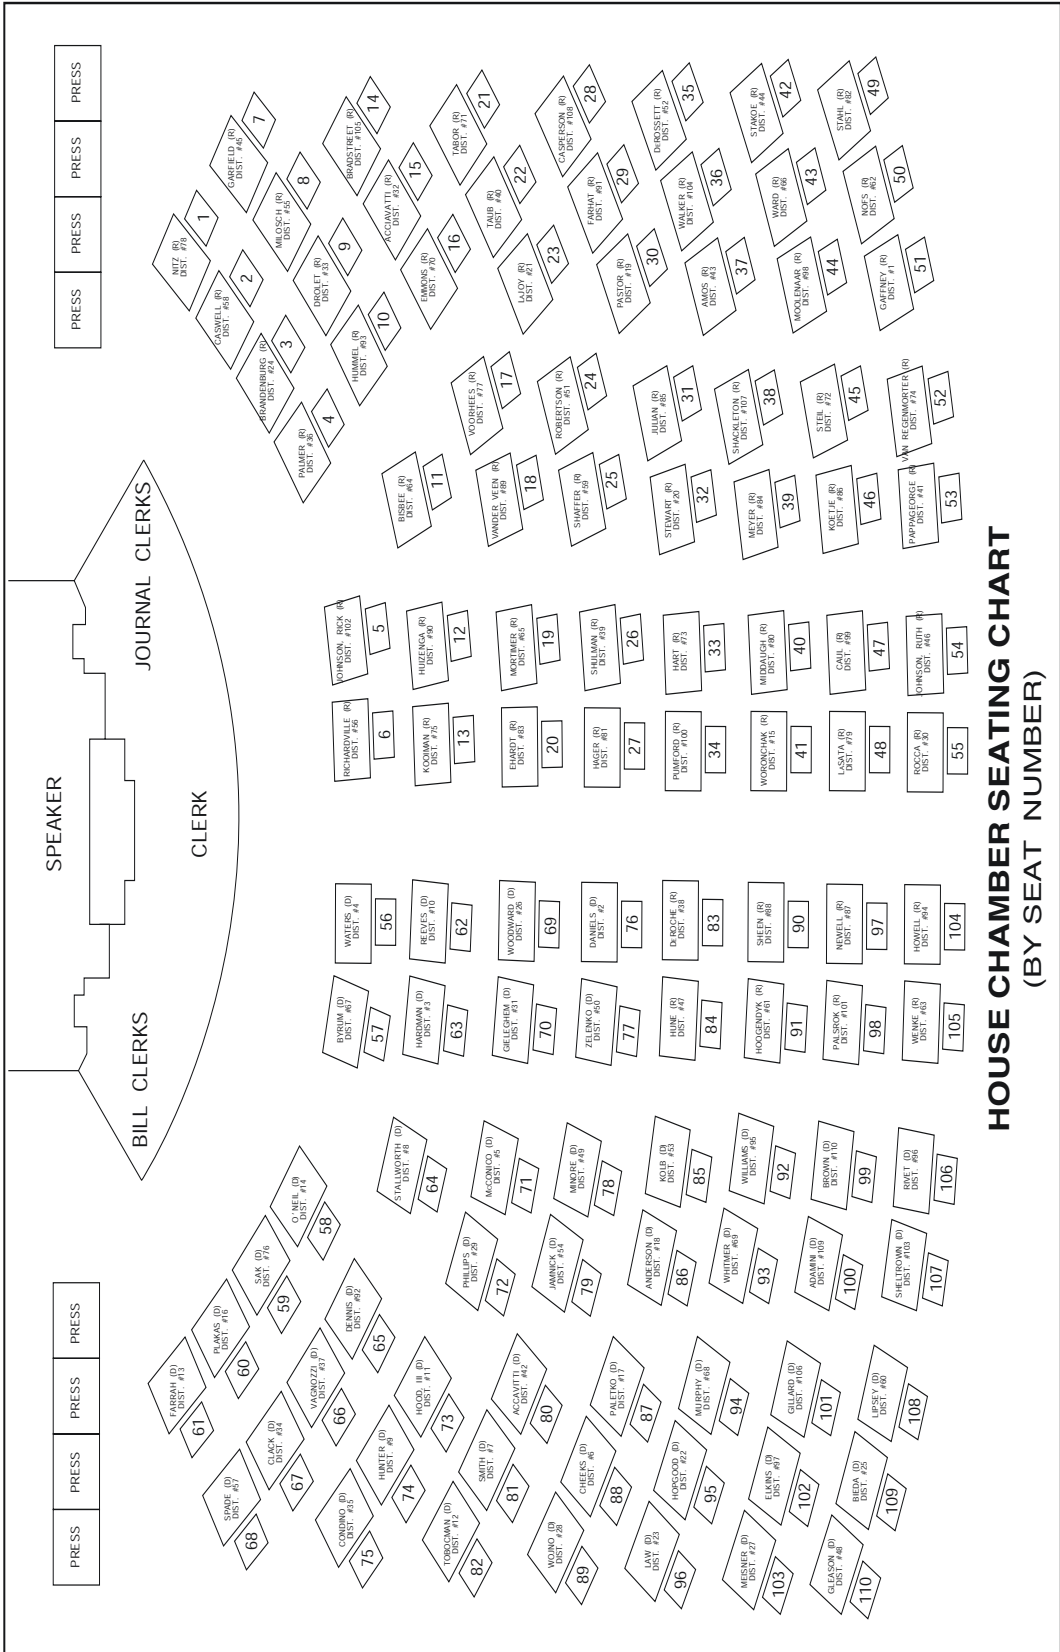 PRESS
PRESS
PRESS
PRESS
SPEAKER
PRESS
PRESS
PRESS
PRESS
BILL CLERKS
CLERK
JOURNAL CLERKS
NITZ (R)
DIST. #78
1
CASWELL (R)
DIST. #58
2
BRANDENBURG (R)
DIST. #24
3
PALMER (R)
DIST. #36
4
JOHNSON, RICK (R)
DIST. #102
5
RICHARDVILLE (R)
DIST. #56
6
GARFIELD (R)
DIST. #45
7
MILOSCH (R)
DIST. #55
8
DROLET (R)
DIST. #33
9
HUMMEL (R)
DIST. #93
10
BISBEE (R)
DIST. #64
11
HUIZENGA (R)
DIST. #90
12
KOOIMAN (R)
DIST. #75
13
BRADSTREET (R)
DIST. #105
14
ACCIAVATTI (R)
DIST. #32
15
EMMONS (R)
DIST. #70
16
VOORHEES (R)
DIST. #77
17
VANDER VEEN (R)
DIST. #89
18
MORTIMER (R)
DIST. #65
19
EHARDT (R)
DIST. #83
20
TABOR (R)
DIST. #71
21
TAUB (R)
DIST. #40
22
LAJOY (R)
DIST. #21
23
ROBERTSON (R)
DIST. #51
24
SHAFFER (R)
DIST. #59
25
SHULMAN (R)
DIST. #39
26
HAGER (R)
DIST. #81
27
CASPERSON (R)
DIST. #108
28
FARHAT (R)
DIST. #91
29
PASTOR (R)
DIST. #19
30
JULIAN (R)
DIST. #85
31
STEWART (R)
DIST. #20
32
HART (R)
DIST. #73
33
PUMFORD (R)
DIST. #100
34
DeROSSETT (R)
DIST. #52
35
WALKER (R)
DIST. #104
36
AMOS (R)
DIST. #43
37
SHACKLETON (R)
DIST. #107
38
MEYER (R)
DIST. #84
39
MIDDAUGH (R)
DIST. #80
40
WORONCHAK (R)
DIST. #15
41
STAKOE (R)
DIST. #44
42
WARD (R)
DIST. #66
43
MOOLENAAR (R)
DIST. #98
44
STEIL (R)
DIST. #72
45
KOETJE (R)
DIST. #86
46
CAUL (R)
DIST. #99
47
LaSATA (R)
DIST. #79
48
STAHL (R)
DIST. #82
49
NOFS (R)
DIST. #62
50
GAFFNEY (R)
DIST. #1
51
VAN REGENMORTER (R)
DIST. #74
52
PAPPAGEORGE (R)
DIST. #41
53
JOHNSON, RUTH (R)
DIST. #46
54
ROCCA (R)
DIST. #30
55
WATERS (D)
DIST. #4
56
BYRUM (D)
DIST. #67
57
O'NEIL (D)
DIST. #14
58
SAK (D)
DIST. #76
59
PLAKAS (D)
DIST. #16
60
FARRAH (D)
DIST. #13
61
REEVES (D)
DIST. #10
62
HARDMAN (D)
DIST. #3
63
STALLWORTH (D)
DIST. #8
64
DENNIS (D)
DIST. #92
65
VAGNOZZI (D)
DIST. #37
66
CLACK (D)
DIST. #34
67
SPADE (D)
DIST. #57
68
WOODWARD (D)
DIST. #26
69
GIELEGHEM (D)
DIST. #31
70
McCONICO (D)
DIST. #5
71
PHILLIPS (D)
DIST. #29
72
HOOD, III (D)
DIST. #11
73
HUNTER (D)
DIST. #9
74
CONDINO (D)
DIST. #35
75
DANIELS (D)
DIST. #2
76
ZELENKO (D)
DIST. #50
77
MINORE (D)
DIST. #49
78
JAMNICK (D)
DIST. #54
79
ACCAVITTI (D)
DIST. #42
80
SMITH (D)
DIST. #7
81
TOBOCMAN (D)
DIST. #12
82
DeROCHE (R)
DIST. #38
83
HUNE (R)
DIST. #47
84
KOLB (D)
DIST. #53
85
ANDERSON (D)
DIST. #18
86
PALEKO (D)
DIST. #17
87
CHEEKS (D)
DIST. #6
88
WOJNO (D)
DIST. #28
89
SHEEN (R)
DIST. #88
90
HOOGENDYK (R)
DIST. #61
91
WILLIAMS (D)
DIST. #95
92
WHITMER (D)
DIST. #69
93
MURPHY (D)
DIST. #68
94
HOPGOOD (D)
DIST. #22
95
LAW (D)
DIST. #23
96
NEWELL (R)
DIST. #87
97
PALSROK (R)
DIST. #101
98
BROWN (D)
DIST. #110
99
ADAMINI (D)
DIST. #109
100
GILLARD (D)
DIST. #106
101
ELKINS (D)
DIST. #97
102
MEISNER (D)
DIST. #27
103
HOWELL (R)
DIST. #94
104
WENKE (R)
DIST. #63
105
RIVET (D)
DIST. #96
106
SHELTROWN (D)
DIST. #103
107
LIPSEY (D)
DIST. #60
108
BIEDA (D)
DIST. #25
109
GLEASON (D)
DIST. #48
110
HOUSE CHAMBER SEATING CHART
(BY SEAT NUMBER)